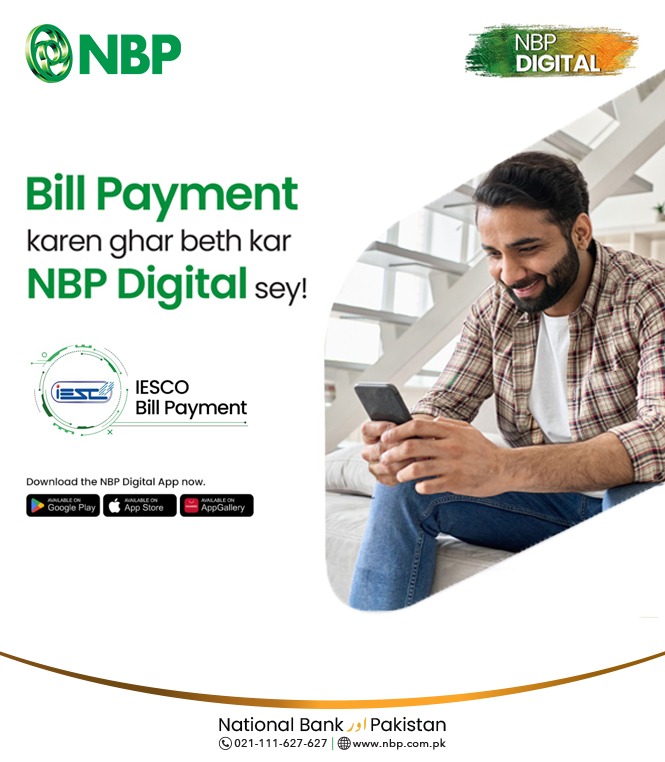 NBP
NBP
DIGITAL
Bill Payment
karen ghar beth kar
NBP Digital sey!
IESCO
IESCO
Bill Payment
Download the NBP Digital App now.
AVAILABLE ON
Google Play
AVAILABLE ON
App Store
AVAILABLE ON
AppGallery
National Bank اور Pakistan
021-111-627-627 | www.nbp.com.pk